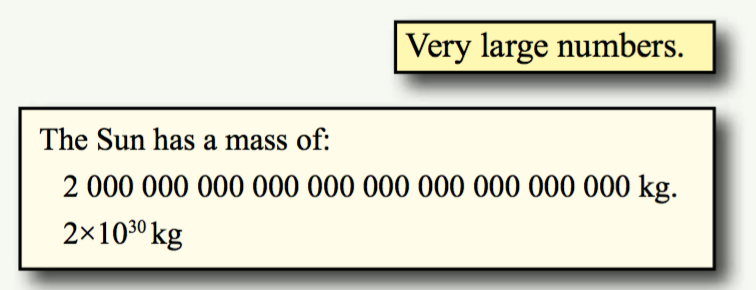 Very large numbers.
The Sun has a mass of:
2 000 000 000 000 000 000 000 000 000 000 kg.
2×10³⁰ kg